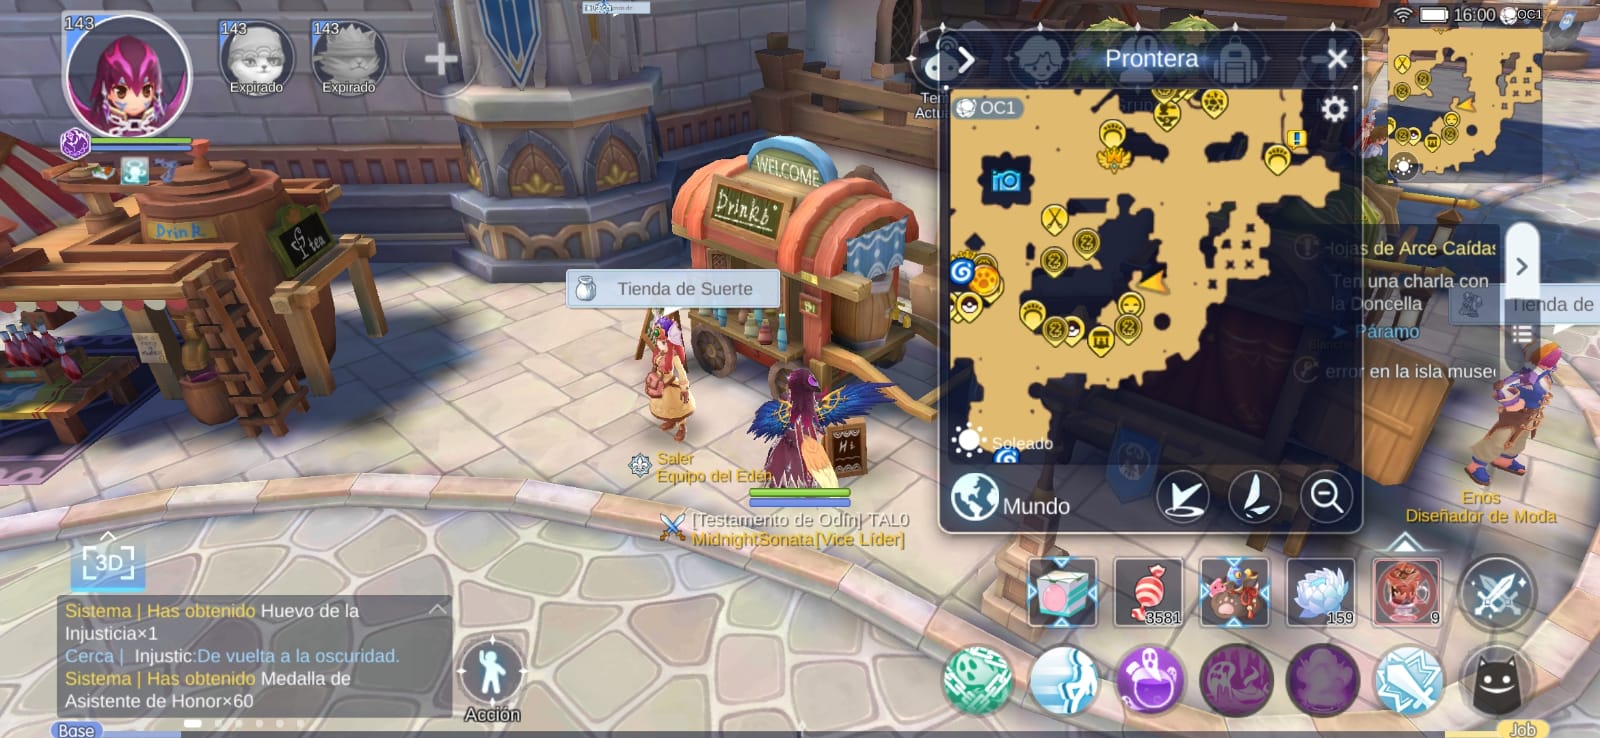 143
143
Expirado
143
Expirado
16:00
OC1
Prontera
OC1
WELCOME
Drinks
Drink
tea
Tienda de Suerte
Hojas de Arce Caídas
Ten una charla con
la Doncella
Páramo
error en la isla museo
Tienda de
Soleado
Mundo
Saler
Equipo del Edén
[Testamento de Odín] TAL0
MidnightSonata[Vice Líder]
Enos
Diseñador de Moda
3D
Sistema | Has obtenido Huevo de la
Injusticia×1
Cerca | Injustic:De vuelta a la oscuridad.
Sistema | Has obtenido Medalla de
Asistente de Honor×60
Acción
3581
159
9
Base
Job